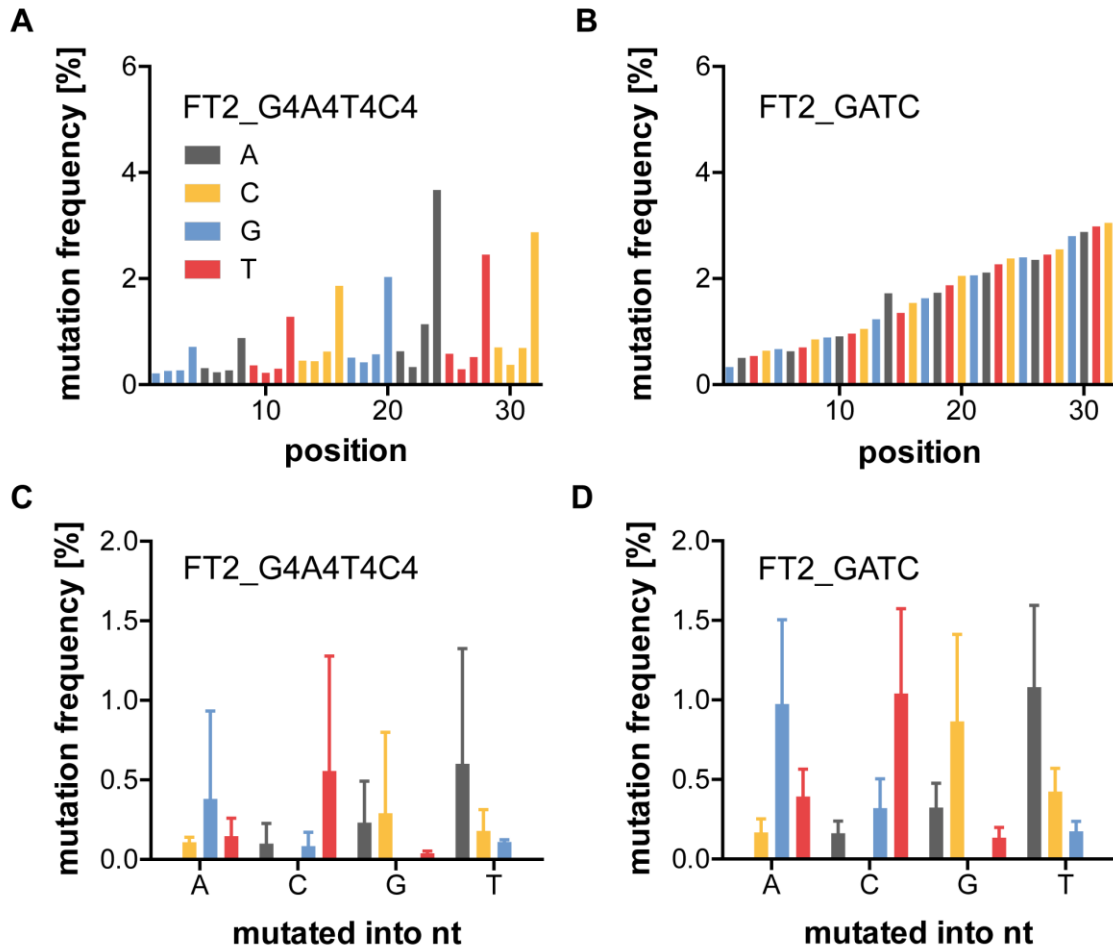 A
mutation frequency [%]
6
4
2
0
FT2_G4A4T4C4
A
C
G
T
10 20 30
position
B
mutation frequency [%]
6
4
2
0
FT2_GATC
10 20 30
position
C
mutation frequency [%]
2.0
1.5
1.0
0.5
0.0
FT2_G4A4T4C4
A C G T
mutated into nt
D
mutation frequency [%]
2.0
1.5
1.0
0.5
0.0
FT2_GATC
A C G T
mutated into nt